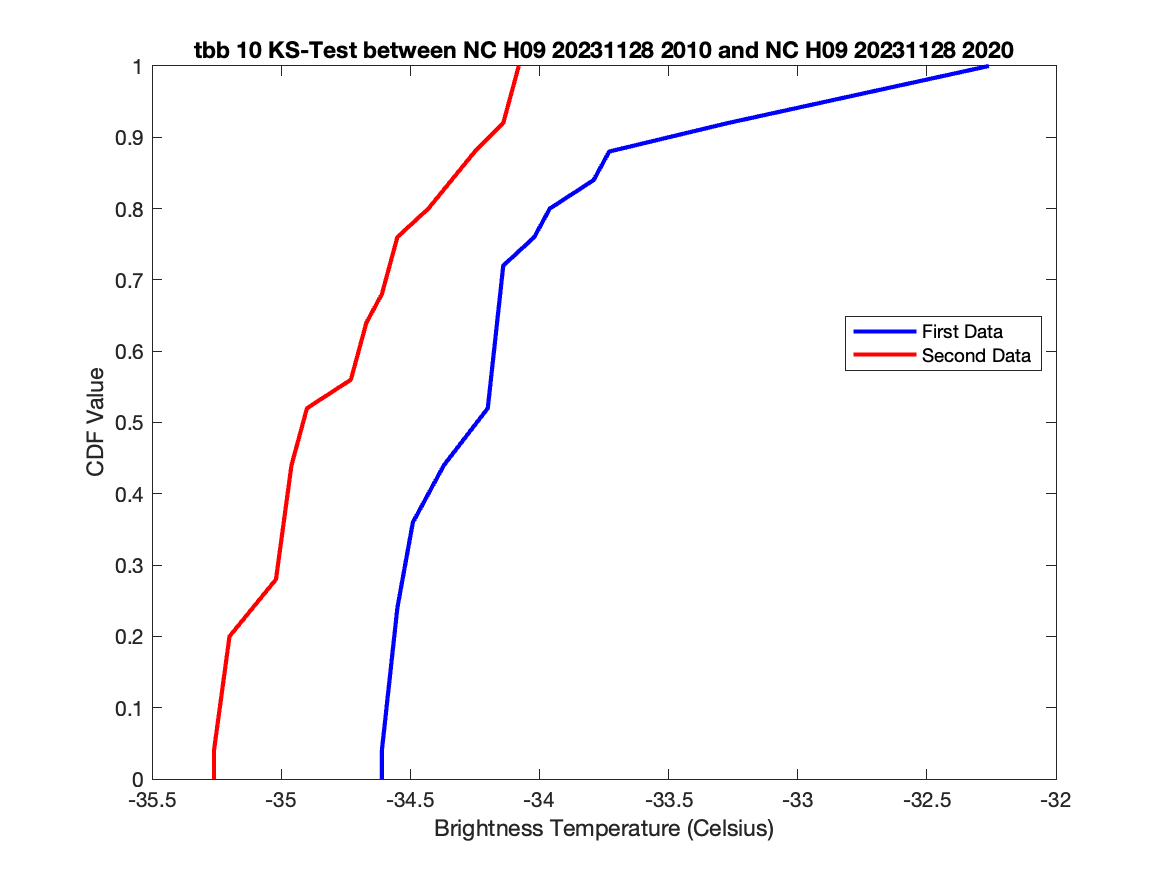 tbb 10 KS-Test between NC H09 20231128 2010 and NC H09 20231128 2020
1
0.9
0.8
0.7
0.6
0.5
0.4
0.3
0.2
0.1
0
CDF Value
First Data
Second Data
-35.5 -35 -34.5 -34 -33.5 -33 -32.5 -32
Brightness Temperature (Celsius)